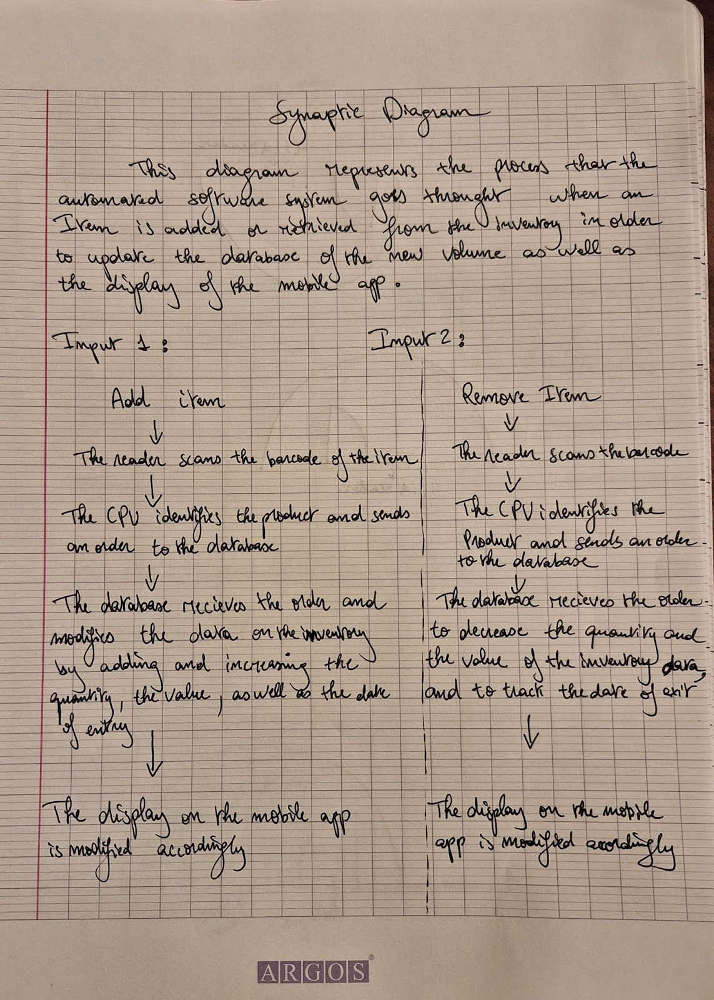 Synaptic Diagram
This diagram represents the process that the
automated software system goes throught when an
Item is added or retrieved from the inventory in order
to update the database of the new volume as well as
the display of the mobile app.
Input 1 :
Add item
↓
The reader scans the barcode of the item
↓
The CPU identifies the product and sends
an order to the database
↓
The database recieves the order and
modifies the data on the inventory
by adding and increasing the
quantity, the value, as well as the date
of entry
↓
The display on the mobile app
is modified accordingly
Input 2 :
Remove Item
↓
The reader scans the barcode
↓
The CPU identifies the
Product and sends an order
to the database
↓
The database recieves the order
to decrease the quantity and
the value of the inventory data,
and to track the date of exit
↓
The display on the mobile
app is modified accordingly
ARGOS®